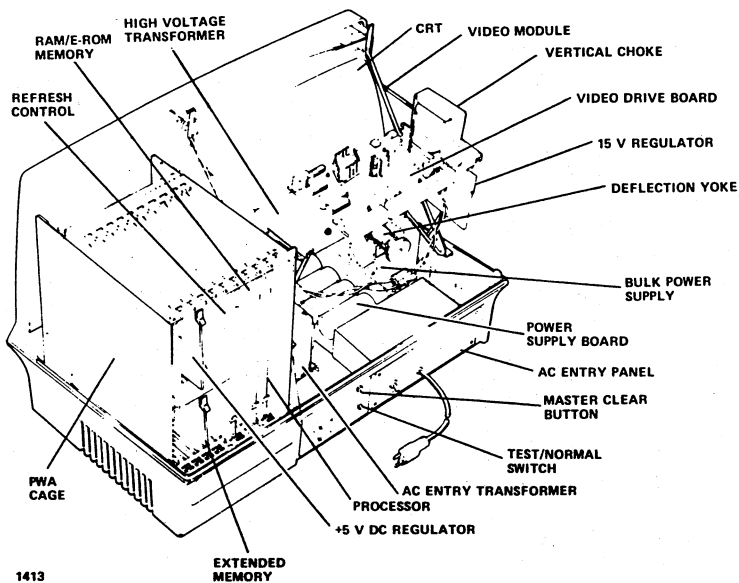 HIGH VOLTAGE
TRANSFORMER
RAM/E-ROM
MEMORY
REFRESH
CONTROL
CRT
VIDEO MODULE
VERTICAL CHOKE
VIDEO DRIVE BOARD
15 V REGULATOR
DEFLECTION YOKE
BULK POWER
SUPPLY
POWER
SUPPLY BOARD
AC ENTRY PANEL
MASTER CLEAR
BUTTON
TEST/NORMAL
SWITCH
AC ENTRY TRANSFORMER
PROCESSOR
+5 V DC REGULATOR
PWA
CAGE
EXTENDED
MEMORY
1413